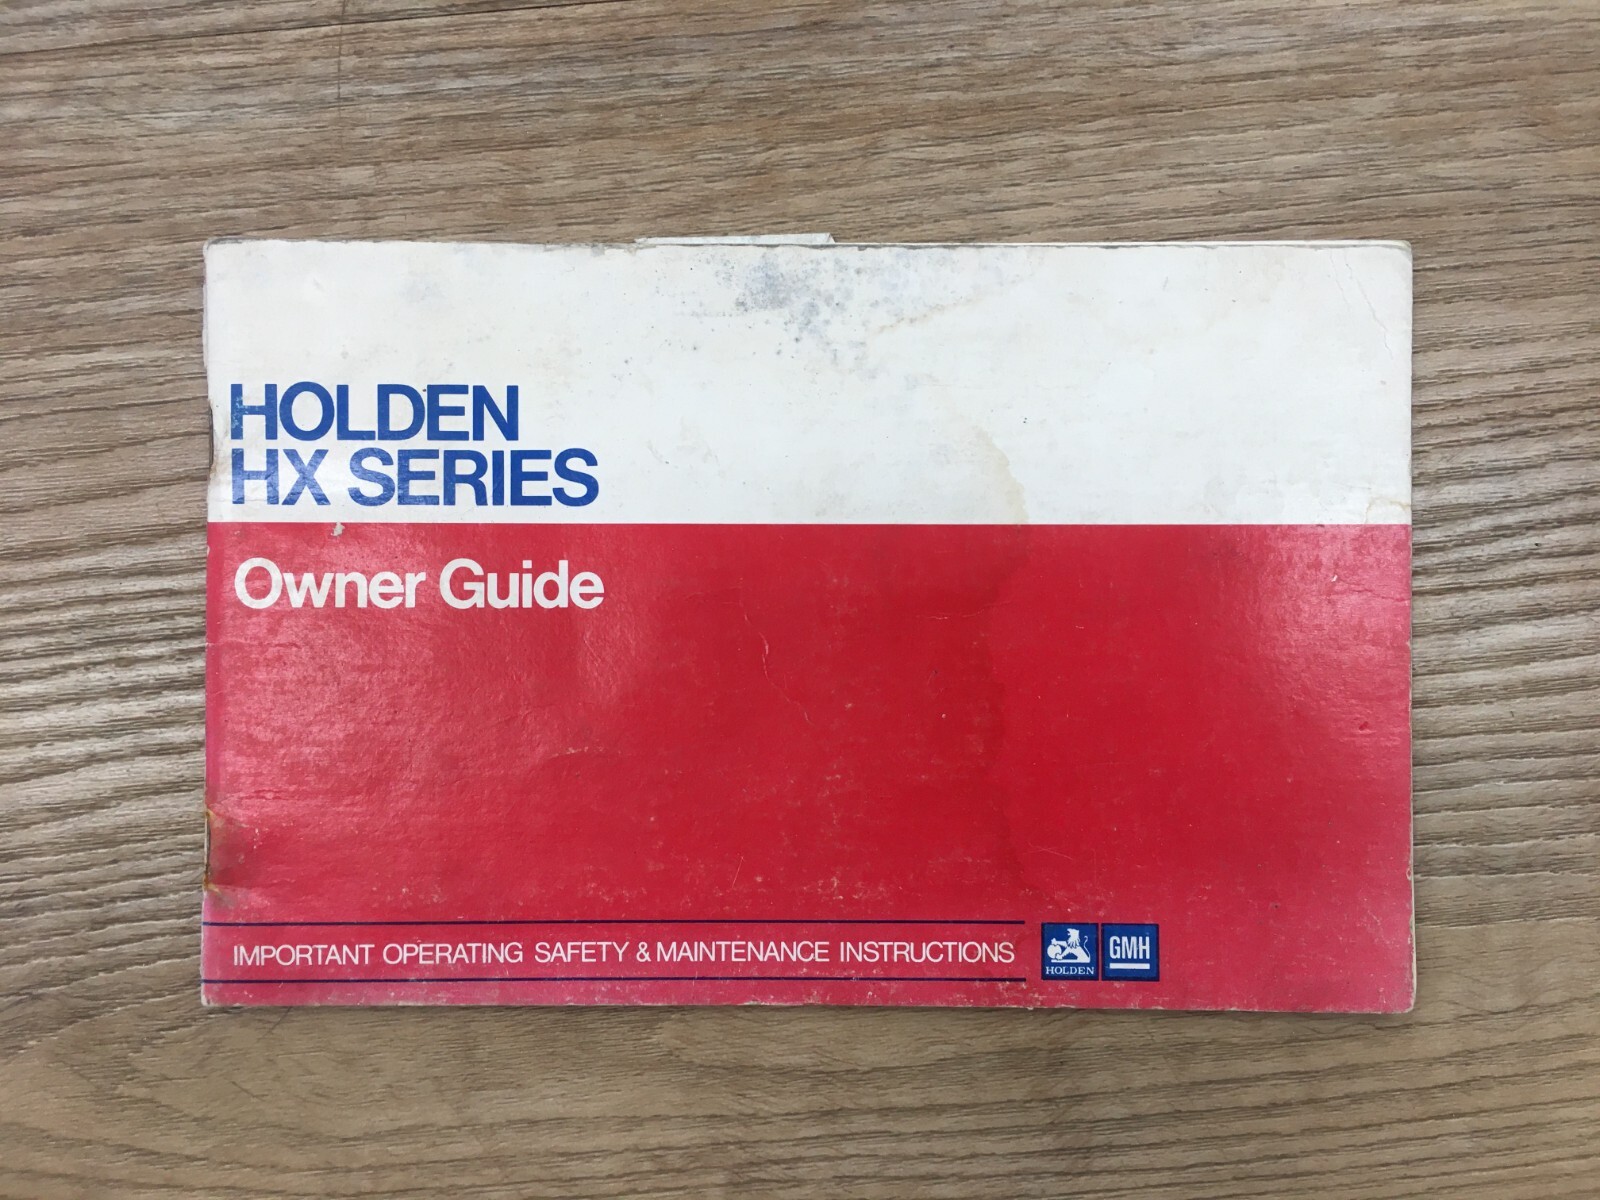 HOLDEN
HX SERIES
Owner Guide
IMPORTANT OPERATING SAFETY & MAINTENANCE INSTRUCTIONS
HOLDEN
GMH